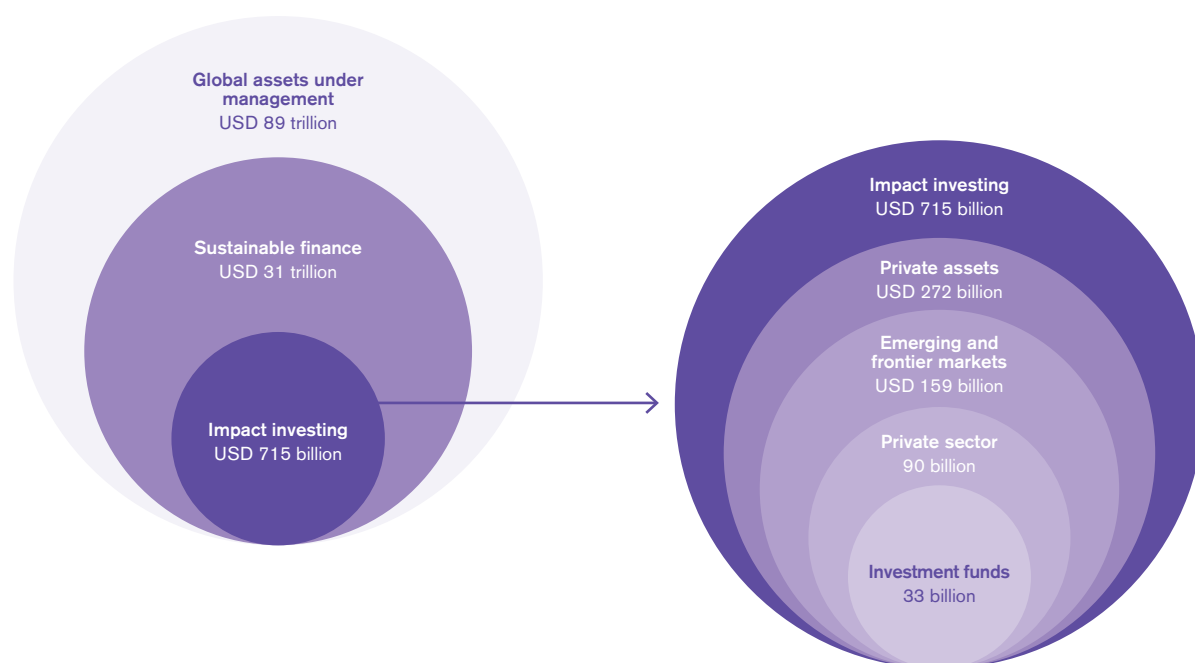 Global assets under
management
USD 89 trillion
Sustainable finance
USD 31 trillion
Impact investing
USD 715 billion
Impact investing
USD 715 billion
Private assets
USD 272 billion
Emerging and
frontier markets
USD 159 billion
Private sector
90 billion
Investment funds
33 billion